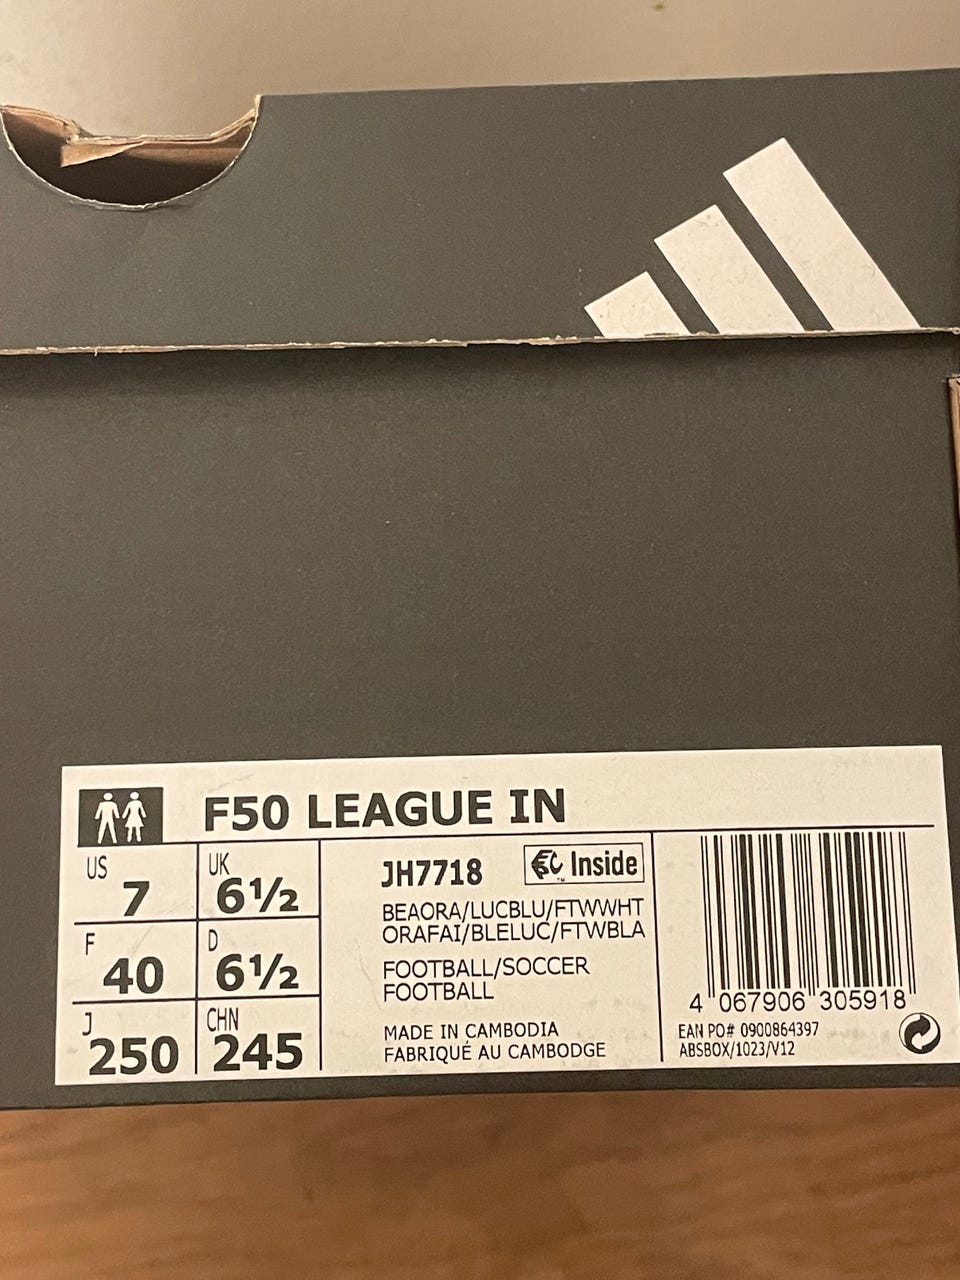 F50 LEAGUE IN
US 7
UK 6½
F 40
D 6½
J 250
CHN 245
JH7718
Inside
BEAORA/LUCBLU/FTWWHT
ORAFAI/BLELUC/FTWBLA
FOOTBALL/SOCCER
FOOTBALL
MADE IN CAMBODIA
FABRIQUÉ AU CAMBODGE
4 067906 305918
EAN PO# 0900864397
ABSBOX/1023/V12